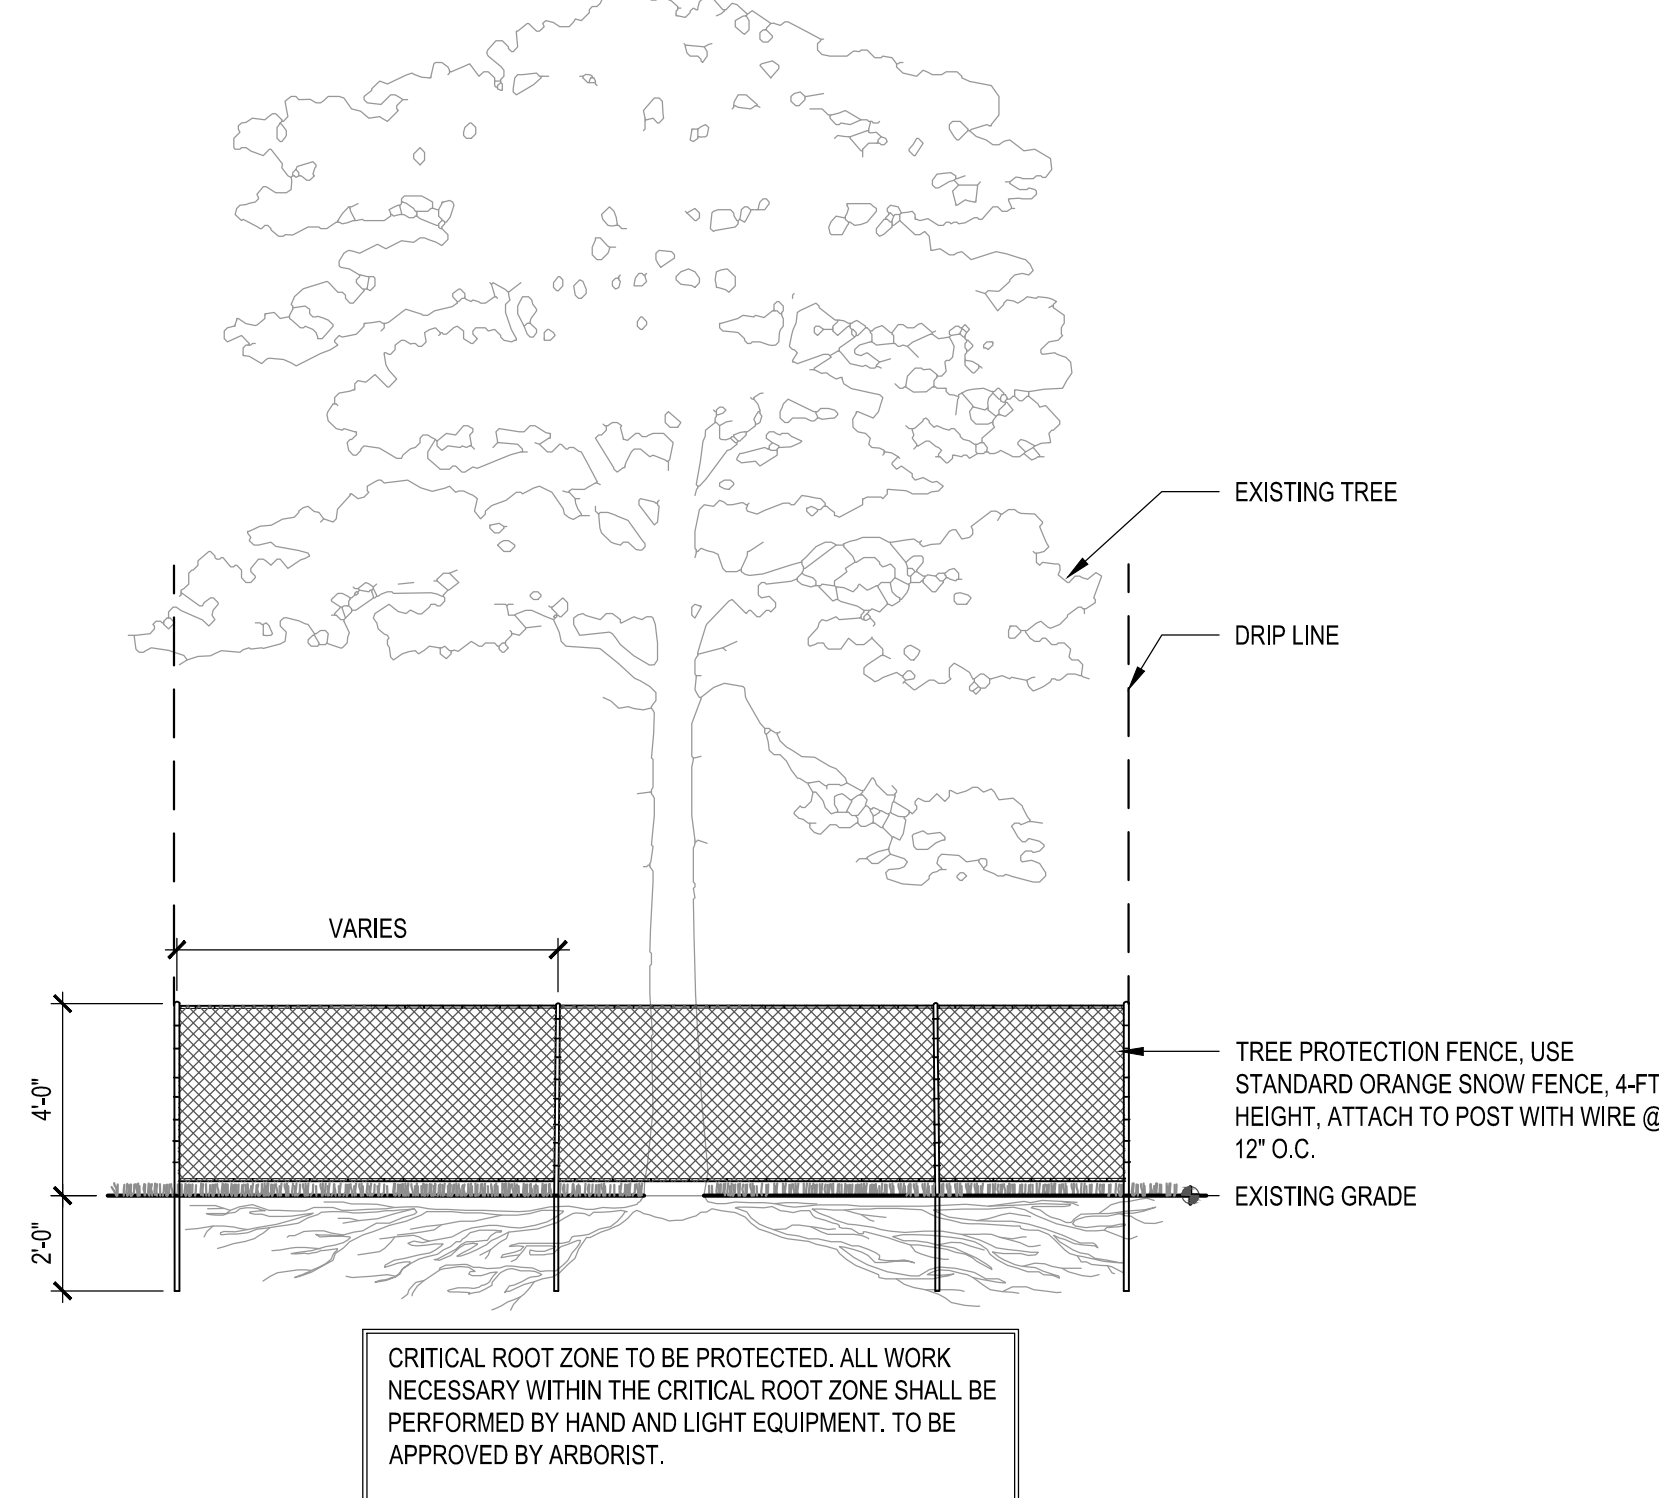 EXISTING TREE
DRIP LINE
VARIES
4'-0"
TREE PROTECTION FENCE, USE
STANDARD ORANGE SNOW FENCE, 4-FT
HEIGHT, ATTACH TO POST WITH WIRE @
12" O.C.
EXISTING GRADE
2'-0"
CRITICAL ROOT ZONE TO BE PROTECTED. ALL WORK
NECESSARY WITHIN THE CRITICAL ROOT ZONE SHALL BE
PERFORMED BY HAND AND LIGHT EQUIPMENT. TO BE
APPROVED BY ARBORIST.